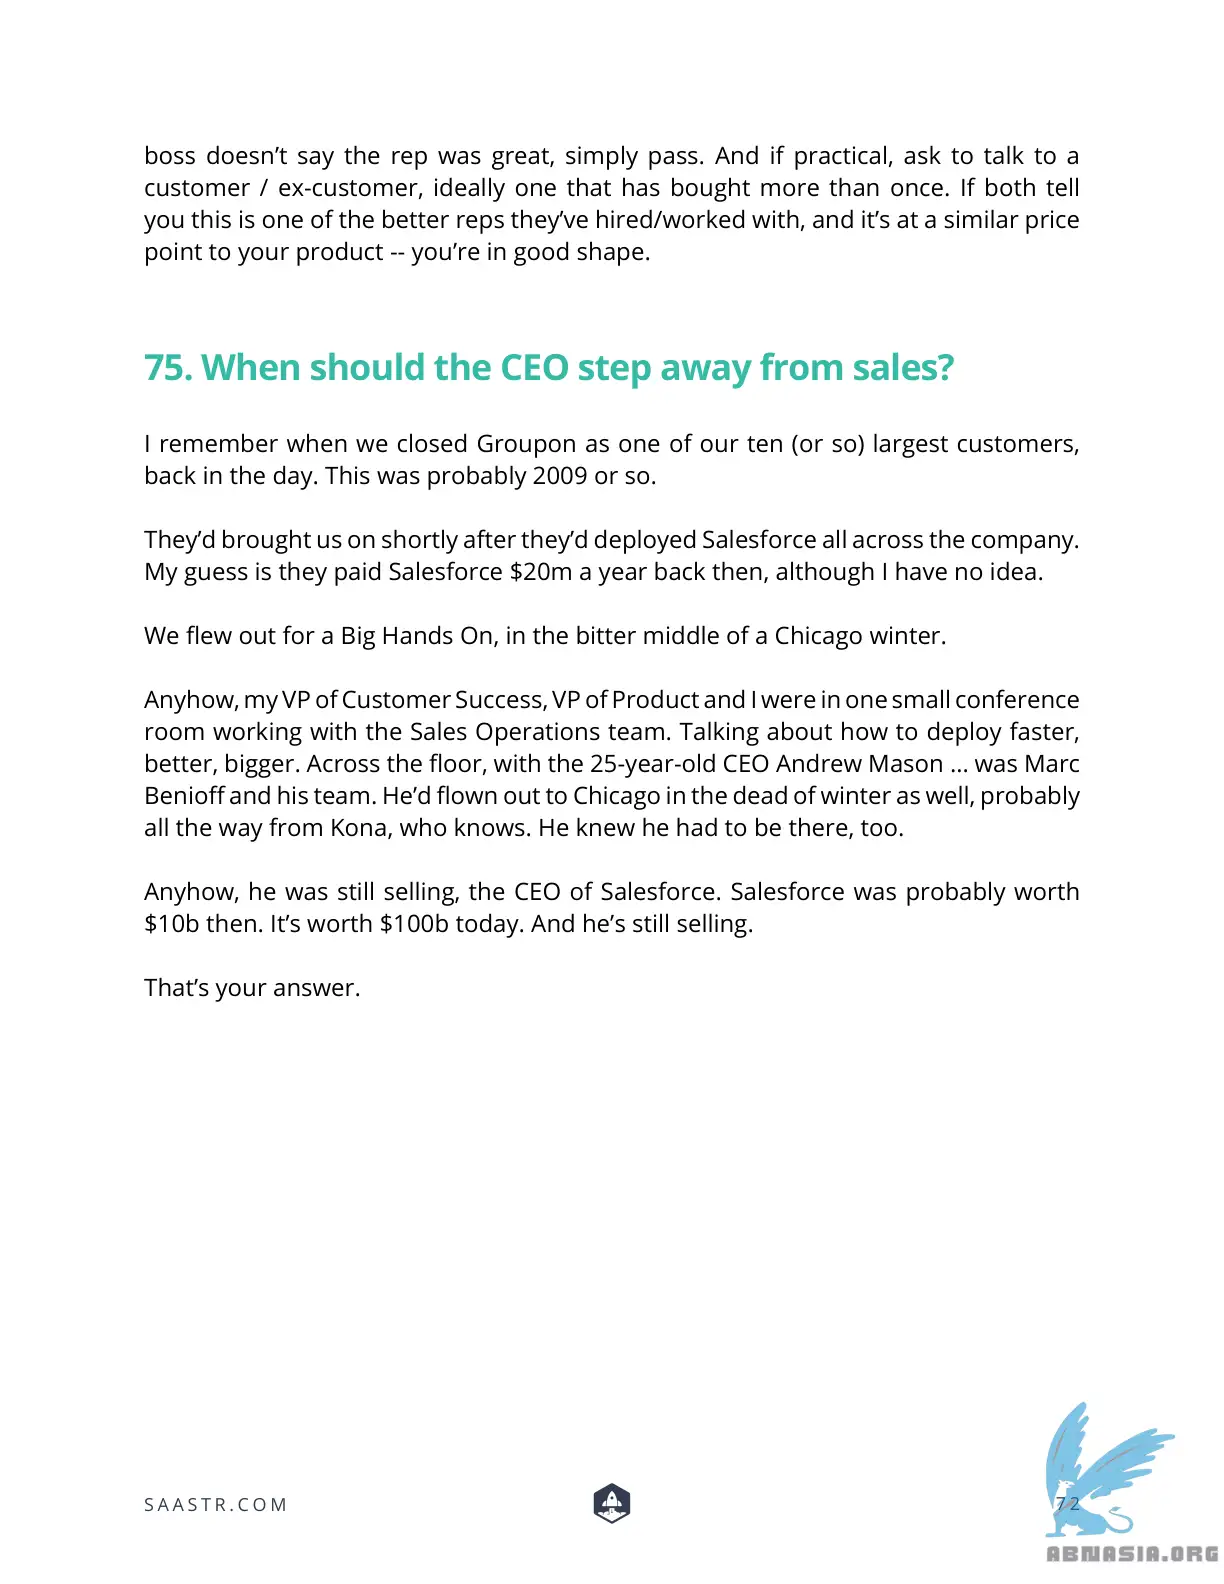 boss doesn’t say the rep was great, simply pass. And if practical, ask to talk to a
customer / ex-customer, ideally one that has bought more than once. If both tell
you this is one of the better reps they’ve hired/worked with, and it’s at a similar price
point to your product -- you’re in good shape.
75. When should the CEO step away from sales?
I remember when we closed Groupon as one of our ten (or so) largest customers,
back in the day. This was probably 2009 or so.
They’d brought us on shortly after they’d deployed Salesforce all across the company.
My guess is they paid Salesforce $20m a year back then, although I have no idea.
We flew out for a Big Hands On, in the bitter middle of a Chicago winter.
Anyhow, my VP of Customer Success, VP of Product and I were in one small conference
room working with the Sales Operations team. Talking about how to deploy faster,
better, bigger. Across the floor, with the 25-year-old CEO Andrew Mason ... was Marc
Benioff and his team. He’d flown out to Chicago in the dead of winter as well, probably
all the way from Kona, who knows. He knew he had to be there, too.
Anyhow, he was still selling, the CEO of Salesforce. Salesforce was probably worth
$10b then. It’s worth $100b today. And he’s still selling.
That’s your answer.
SAASTR.COM
72
ABNASIA.ORG